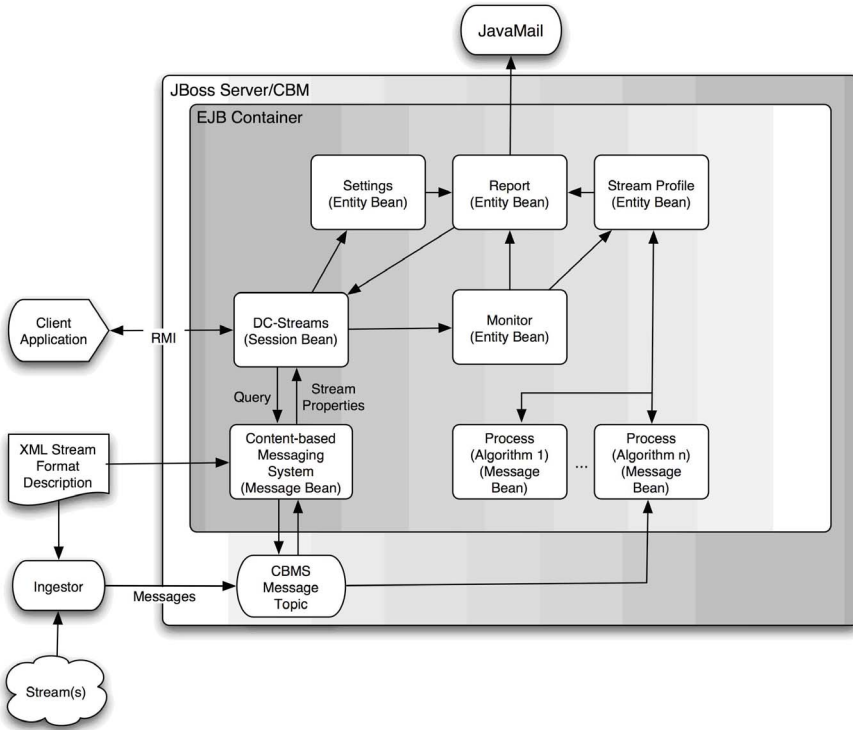 JavaMail
JBoss Server/CBM
EJB Container
Settings
(Entity Bean)
Report
(Entity Bean)
Stream Profile
(Entity Bean)
Client
Application
RMI
DC-Streams
(Session Bean)
Monitor
(Entity Bean)
Query
Stream
Properties
XML Stream
Format
Description
Content-based
Messaging
System
(Message Bean)
Process
(Algorithm 1)
(Message
Bean)
...
Process
(Algorithm n)
(Message
Bean)
Ingestor
Messages
CBMS
Message
Topic
Stream(s)